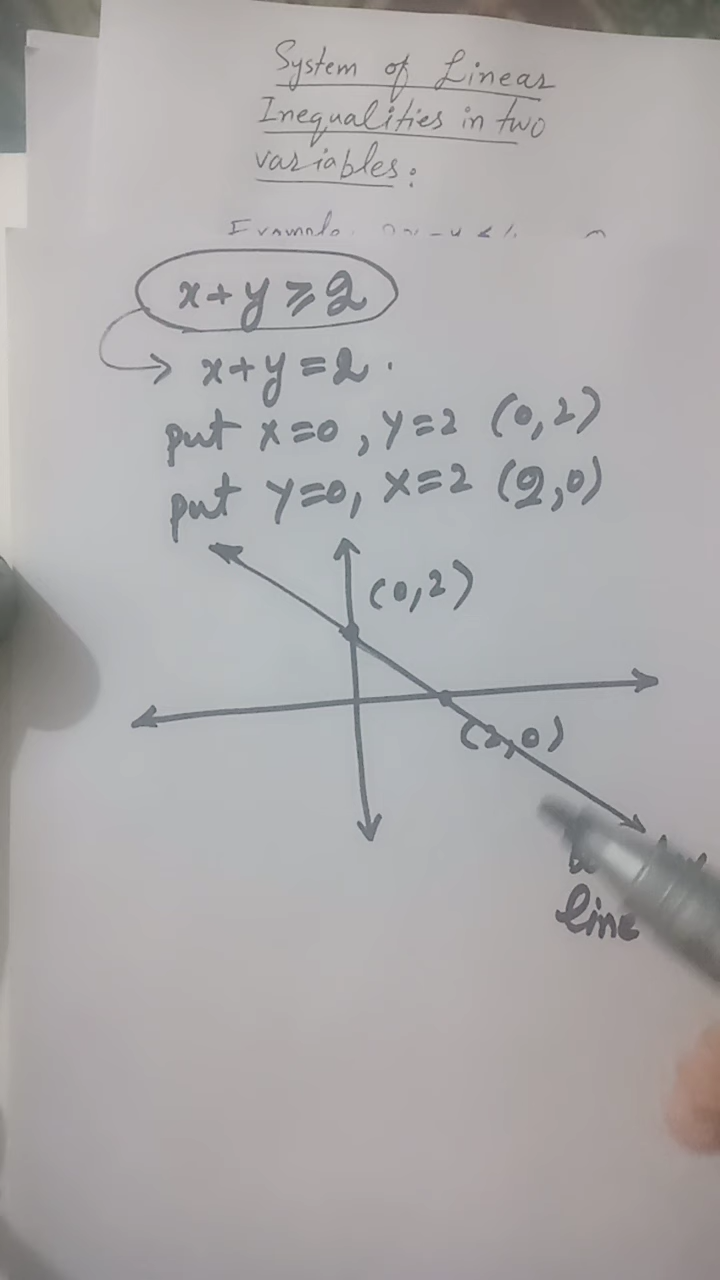 System of Linear
Inequalities in two
variables:
x+y ≥ 2
x+y = 2.
put x=0, y=2 (0,2)
put y=0, x=2 (2,0)
(0,2)
(2,0)
line